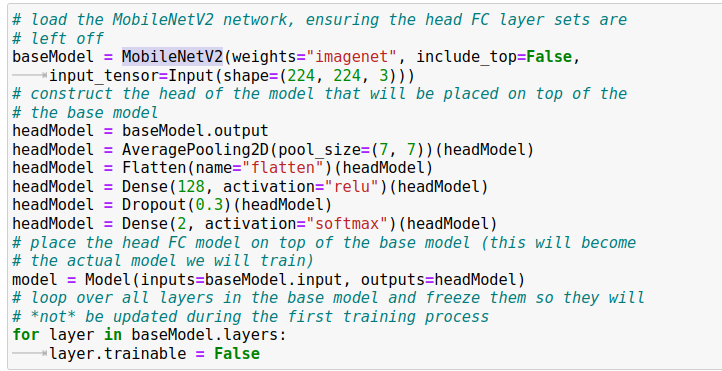 # load the MobileNetV2 network, ensuring the head FC layer sets are
# left off
baseModel = MobileNetV2(weights="imagenet", include_top=False,
input_tensor=Input(shape=(224, 224, 3)))
# construct the head of the model that will be placed on top of the
# the base model
headModel = baseModel.output
headModel = AveragePooling2D(pool_size=(7, 7))(headModel)
headModel = Flatten(name="flatten")(headModel)
headModel = Dense(128, activation="relu")(headModel)
headModel = Dropout(0.3)(headModel)
headModel = Dense(2, activation="softmax")(headModel)
# place the head FC model on top of the base model (this will become
# the actual model we will train)
model = Model(inputs=baseModel.input, outputs=headModel)
# loop over all layers in the base model and freeze them so they will
# *not* be updated during the first training process
for layer in baseModel.layers:
layer.trainable = False